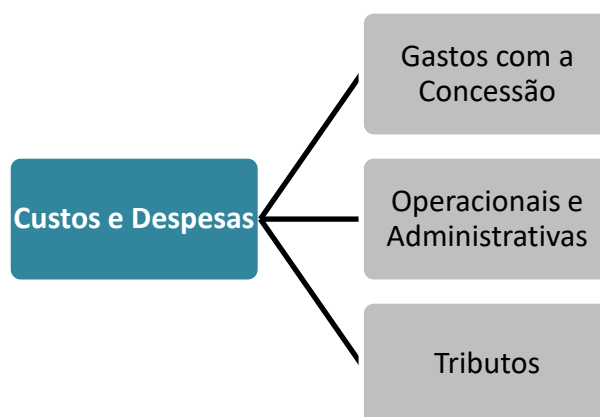 Gastos com a
Concessão
Custos e Despesas
Operacionais e
Administrativas
Tributos